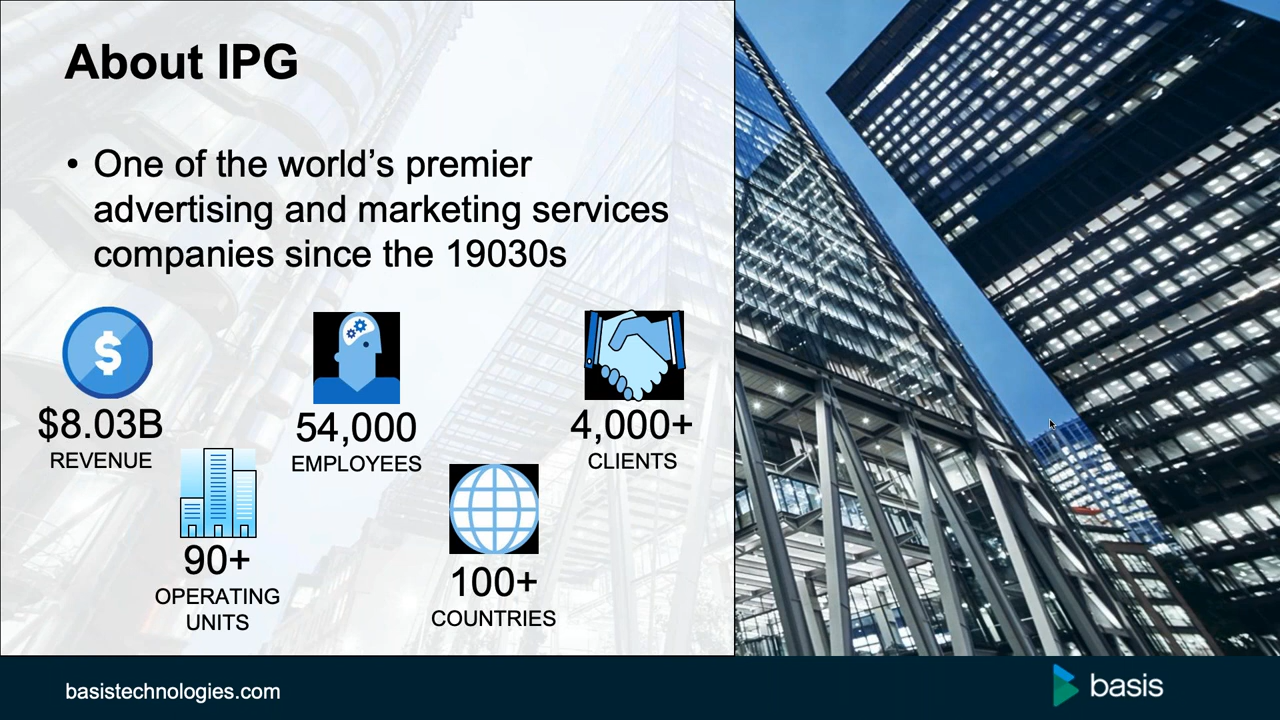 About IPG
• One of the world’s premier
advertising and marketing services
companies since the 19030s
$8.03B
REVENUE
54,000
EMPLOYEES
4,000+
CLIENTS
90+
OPERATING
UNITS
100+
COUNTRIES
basistechnologies.com
basis